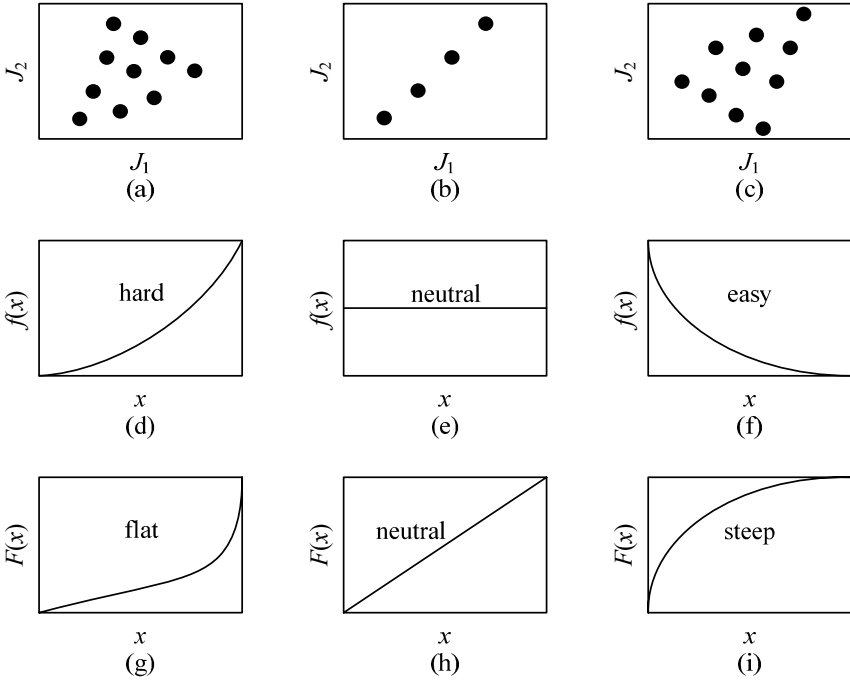 J₂ J₂ J₂
J₁ J₁ J₁
(a) (b) (c)
f(x) hard f(x) neutral f(x) easy
x x x
(d) (e) (f)
F(x) flat F(x) neutral F(x) steep
x x x
(g) (h) (i)